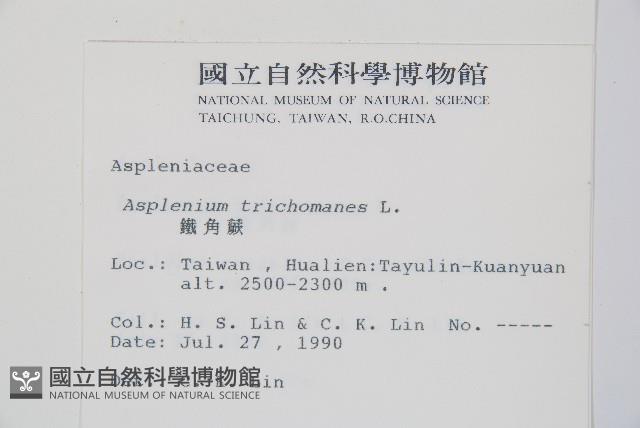 國立自然科學博物館
NATIONAL MUSEUM OF NATURAL SCIENCE
TAICHUNG, TAIWAN, R.O.CHINA
Aspleniaceae
Asplenium trichomanes L.
鐵角蕨
Loc.: Taiwan , Hualien:Tayulin-Kuanyuan
alt. 2500-2300 m .
Col.: H. S. Lin & C. K. Lin No. -----
Date: Jul. 27 , 1990
Lin
國立自然科學博物館
NATIONAL MUSEUM OF NATURAL SCIENCE